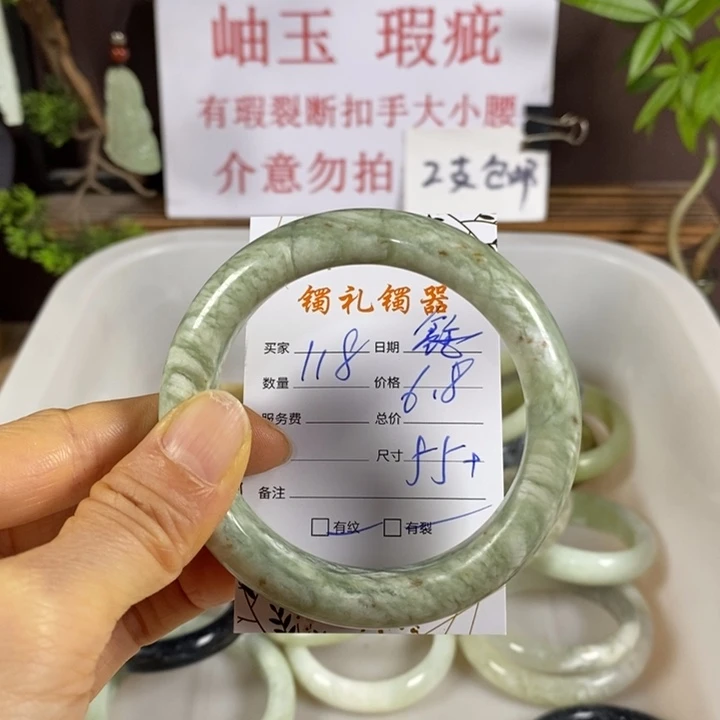 岫玉 瑕疵
有瑕裂断扣手大小腰
介意勿拍
2支包邮
镯礼镯器
买家 118 日期
数量 价格 6.8
服务费 总价
尺寸 55+
备注
有纹 有裂